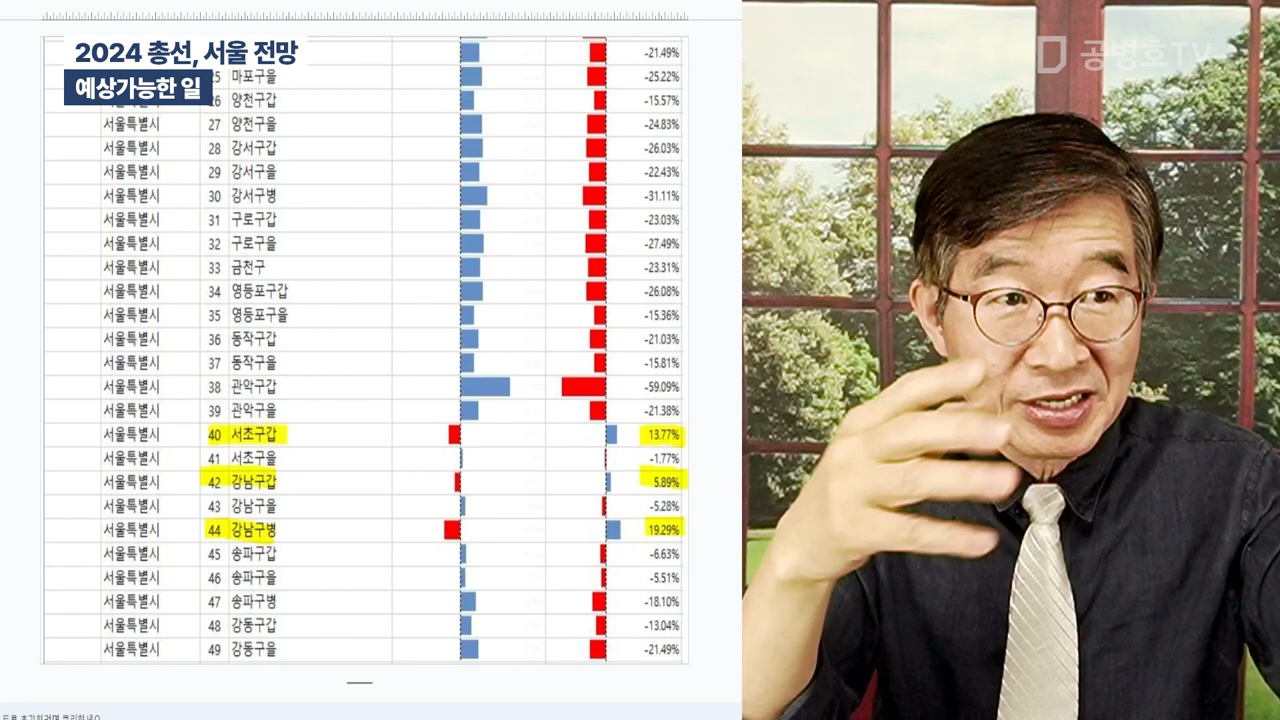 2024 총선, 서울 전망
예상가능한 일
공병호TV
-21.49%
25 마포구을 -25.22%
26 양천구갑 -15.57%
서울특별시 27 양천구을 -24.83%
서울특별시 28 강서구갑 -26.03%
서울특별시 29 강서구을 -22.43%
서울특별시 30 강서구병 -31.11%
서울특별시 31 구로구갑 -23.03%
서울특별시 32 구로구을 -27.49%
서울특별시 33 금천구 -23.31%
서울특별시 34 영등포구갑 -26.08%
서울특별시 35 영등포구을 -15.36%
서울특별시 36 동작구갑 -21.03%
서울특별시 37 동작구을 -15.81%
서울특별시 38 관악구갑 -59.09%
서울특별시 39 관악구을 -21.38%
서울특별시 40 서초구갑 13.77%
서울특별시 41 서초구을 -1.77%
서울특별시 42 강남구갑 5.89%
서울특별시 43 강남구을 -5.28%
서울특별시 44 강남구병 19.29%
서울특별시 45 송파구갑 -6.63%
서울특별시 46 송파구을 -5.51%
서울특별시 47 송파구병 -18.10%
서울특별시 48 강동구갑 -13.04%
서울특별시 49 강동구을 -21.49%